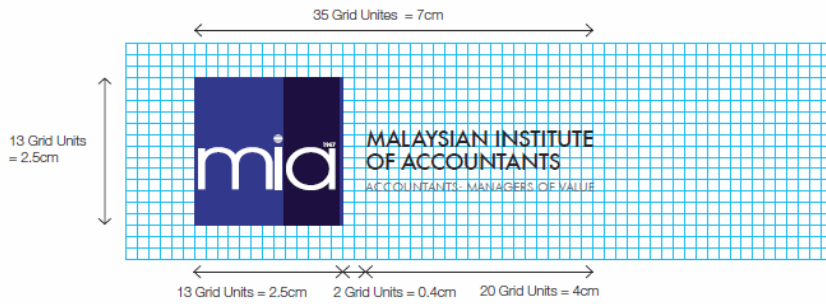 35 Grid Unites = 7cm
13 Grid Units
= 2.5cm
mia
1967
MALAYSIAN INSTITUTE
OF ACCOUNTANTS
ACCOUNTANTS· MANAGERS OF VALUE
13 Grid Units = 2.5cm
2 Grid Units = 0.4cm
20 Grid Units = 4cm